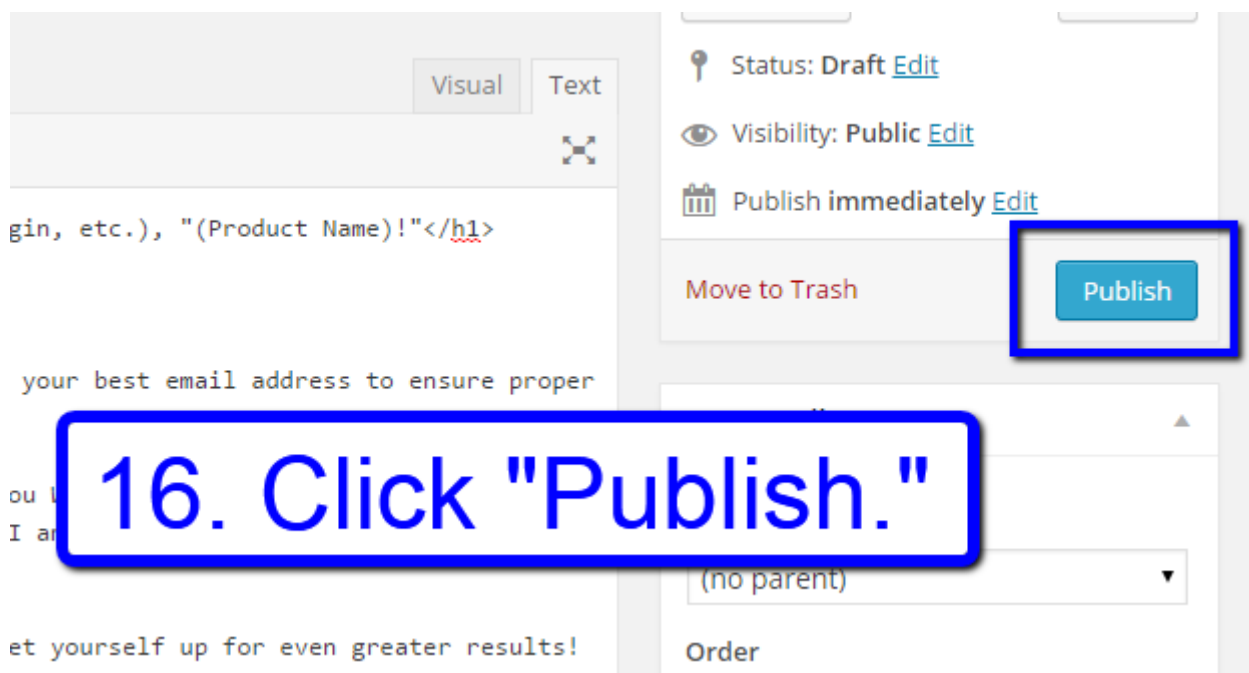 Visual Text
gin, etc.), "(Product Name)!"</h1>
your best email address to ensure proper
ou
I
et yourself up for even greater results!
Status: Draft Edit
Visibility: Public Edit
Publish immediately Edit
Move to Trash Publish
16. Click "Publish."
(no parent)
Order